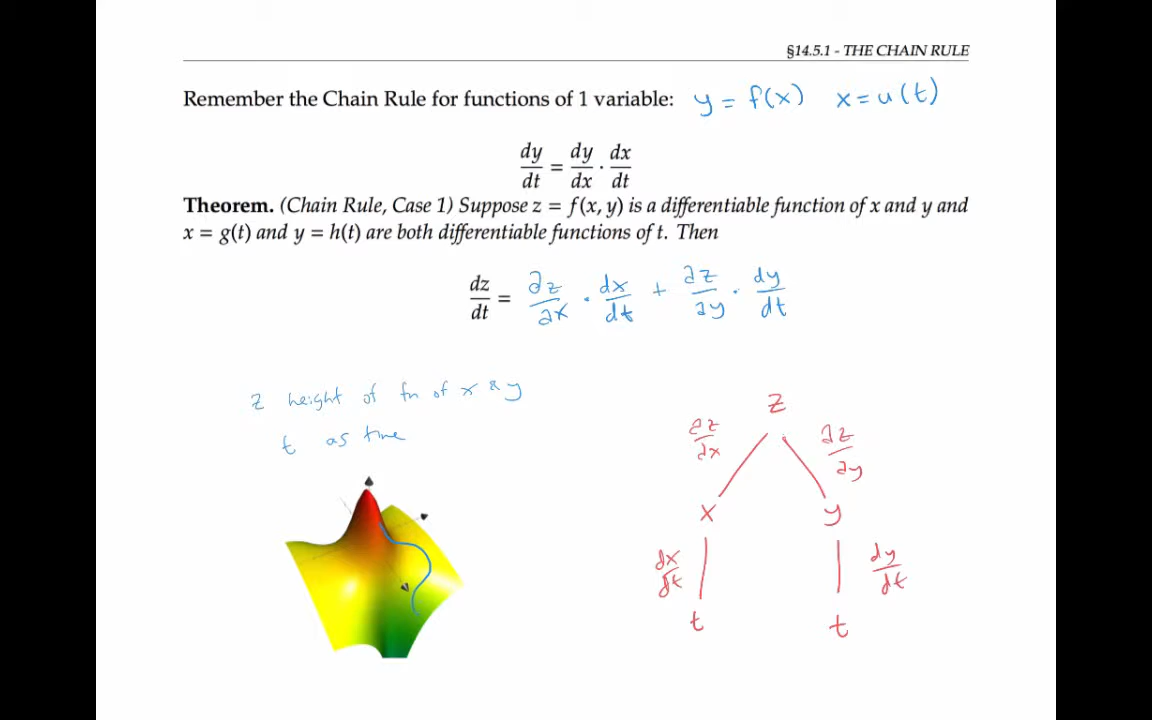 §14.5.1 - THE CHAIN RULE
Remember the Chain Rule for functions of 1 variable: y = f(x) x = u(t)
dy/dt = dy/dx · dx/dt
Theorem. (Chain Rule, Case 1) Suppose z = f(x, y) is a differentiable function of x and y and
x = g(t) and y = h(t) are both differentiable functions of t. Then
dz/dt = ∂z/∂x · dx/dt + ∂z/∂y · dy/dt
z height of fn of x & y
t as time
z
∂z/∂x ∂z/∂y
x y
dx/dt dy/dt
t t